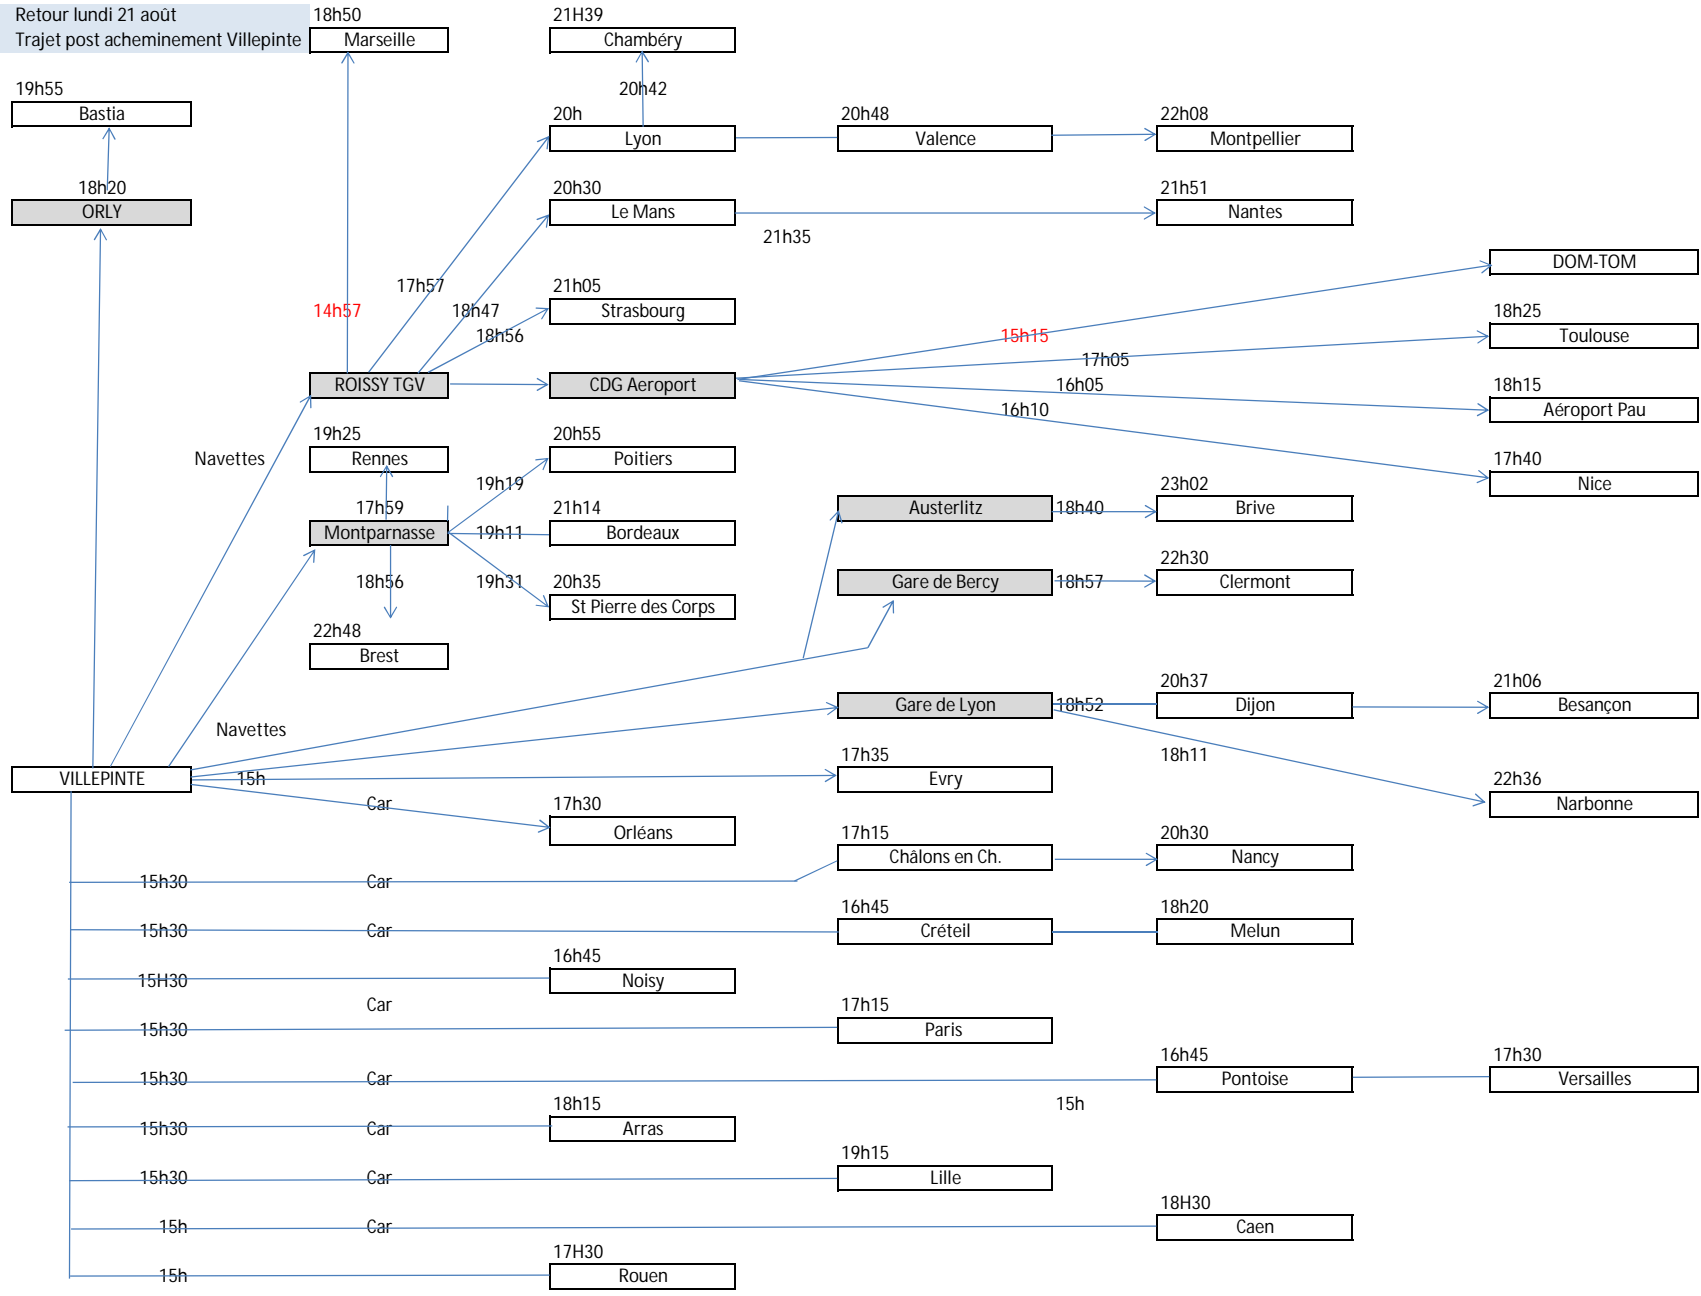 Retour lundi 21 août
18h50
21H39
Trajet post acheminement Villepinte
Marseille
Chambéry
19h55
20h42
Bastia
20h
20h48
22h08
Lyon
Valence
Montpellier
18h20
20h30
21h51
ORLY
Le Mans
Nantes
21h35
DOM-TOM
17h57
21h05
14h57
18h47
Strasbourg
18h25
18h56
15h15
Toulouse
17h05
ROISSY TGV
CDG Aeroport
16h05
18h15
16h10
Aéroport Pau
19h25
20h55
Navettes
Rennes
Poitiers
17h40
19h19
23h02
Nice
17h59
21h14
Austerlitz
18h40
Brive
Montparnasse
19h11
Bordeaux
22h30
18h56
19h31
20h35
Gare de Bercy
18h57
Clermont
St Pierre des Corps
22h48
Brest
20h37
21h06
Gare de Lyon
18h52
Dijon
Besançon
Navettes
17h35
18h11
VILLEPINTE
15h
Evry
22h36
Car
17h30
Narbonne
Orléans
17h15
20h30
Châlons en Ch.
Nancy
15h30
Car
16h45
18h20
15h30
Car
Créteil
Melun
16h45
15H30
Noisy
Car
17h15
15h30
Paris
16h45
17h30
15h30
Car
Pontoise
Versailles
18h15
15h
15h30
Car
Arras
19h15
15h30
Car
Lille
18H30
15h
Car
Caen
17H30
15h
Rouen